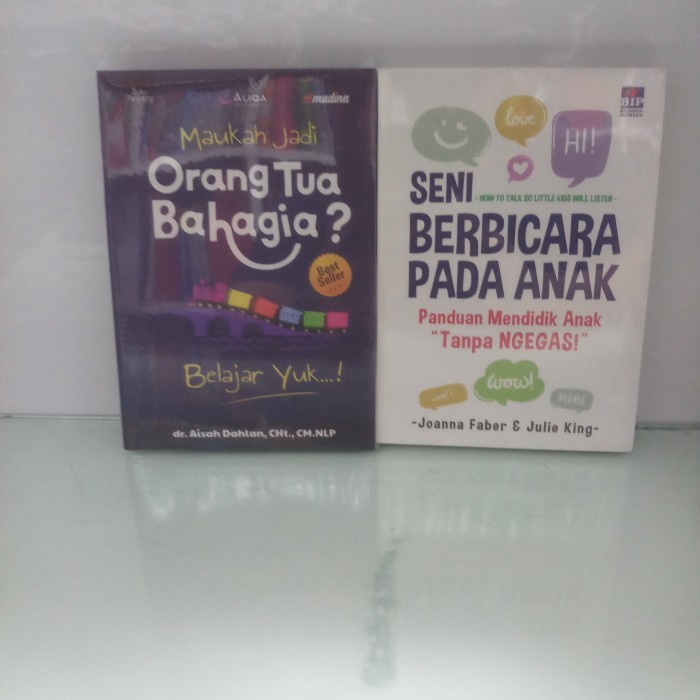 ALIQA
madina
Maukah Jadi
Orang Tua
Bahagia?
Best
Seller
Belajar Yuk...!
dr. Aisah Dahlan, CHt., CM.NLP
BIP
love
HI!
SENI
- HOW TO TALK SO LITTLE KIDS WILL LISTEN -
BERBICARA
PADA ANAK
Panduan Mendidik Anak
"Tanpa NGEGAS!"
wow!
-Joanna Faber & Julie King-